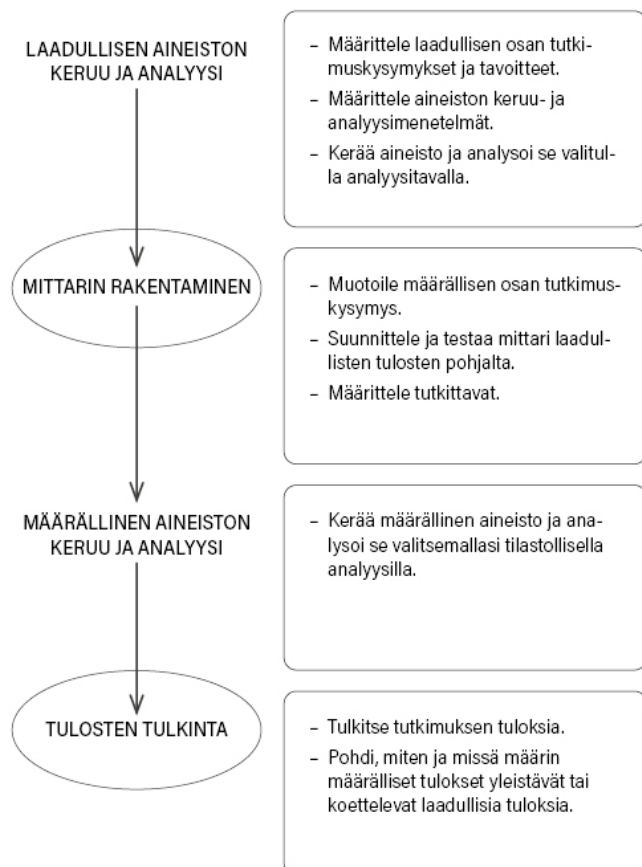 LAADULLISEN AINEISTON
KERUU JA ANALYYSI
– Määrittele laadullisen osan tutki-
muskysymykset ja tavoitteet.
– Määrittele aineiston keruu- ja
analyysimenetelmät.
– Kerää aineisto ja analysoi se valitul-
la analyysitavalla.
MITTARIN RAKENTAMINEN
– Muotoile määrällisen osan tutkimus-
kysymys.
– Suunnittele ja testaa mittari laadul-
listen tulosten pohjalta.
– Määrittele tutkittavat.
MÄÄRÄLLINEN AINEISTON
KERUU JA ANALYYSI
– Kerää määrällinen aineisto ja ana-
lysoi se valitsemallasi tilastollisella
analyysilla.
TULOSTEN TULKINTA
– Tulkitse tutkimuksen tuloksia.
– Pohdi, miten ja missä määrin
määrälliset tulokset yleistävät tai
koettelevat laadullisia tuloksia.